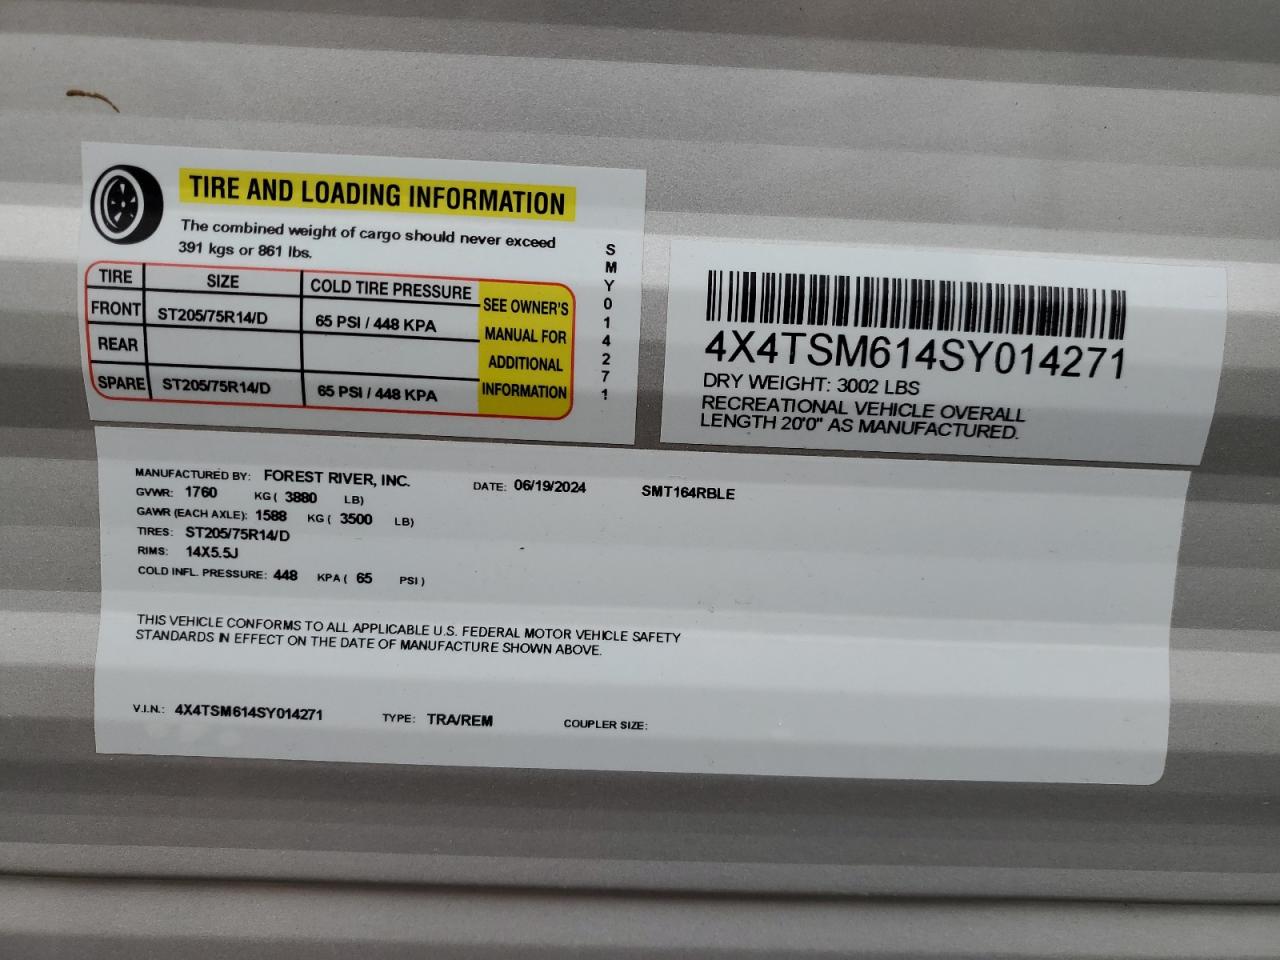 TIRE AND LOADING INFORMATION
The combined weight of cargo should never exceed
391 kgs or 861 lbs.
TIRE SIZE COLD TIRE PRESSURE
FRONT ST205/75R14/D 65 PSI / 448 KPA
REAR
SPARE ST205/75R14/D 65 PSI / 448 KPA
SEE OWNER'S
MANUAL FOR
ADDITIONAL
INFORMATION
SMY014271
4X4TSM614SY014271
DRY WEIGHT: 3002 LBS
RECREATIONAL VEHICLE OVERALL
LENGTH 20'0" AS MANUFACTURED.
MANUFACTURED BY: FOREST RIVER, INC. DATE: 06/19/2024 SMT164RBLE
GVWR: 1760 KG ( 3880 LB)
GAWR (EACH AXLE): 1588 KG ( 3500 LB)
TIRES: ST205/75R14/D
RIMS: 14X5.5J
COLD INFL. PRESSURE: 448 KPA ( 65 PSI )
THIS VEHICLE CONFORMS TO ALL APPLICABLE U.S. FEDERAL MOTOR VEHICLE SAFETY
STANDARDS IN EFFECT ON THE DATE OF MANUFACTURE SHOWN ABOVE.
V.I.N.: 4X4TSM614SY014271 TYPE: TRA/REM COUPLER SIZE: